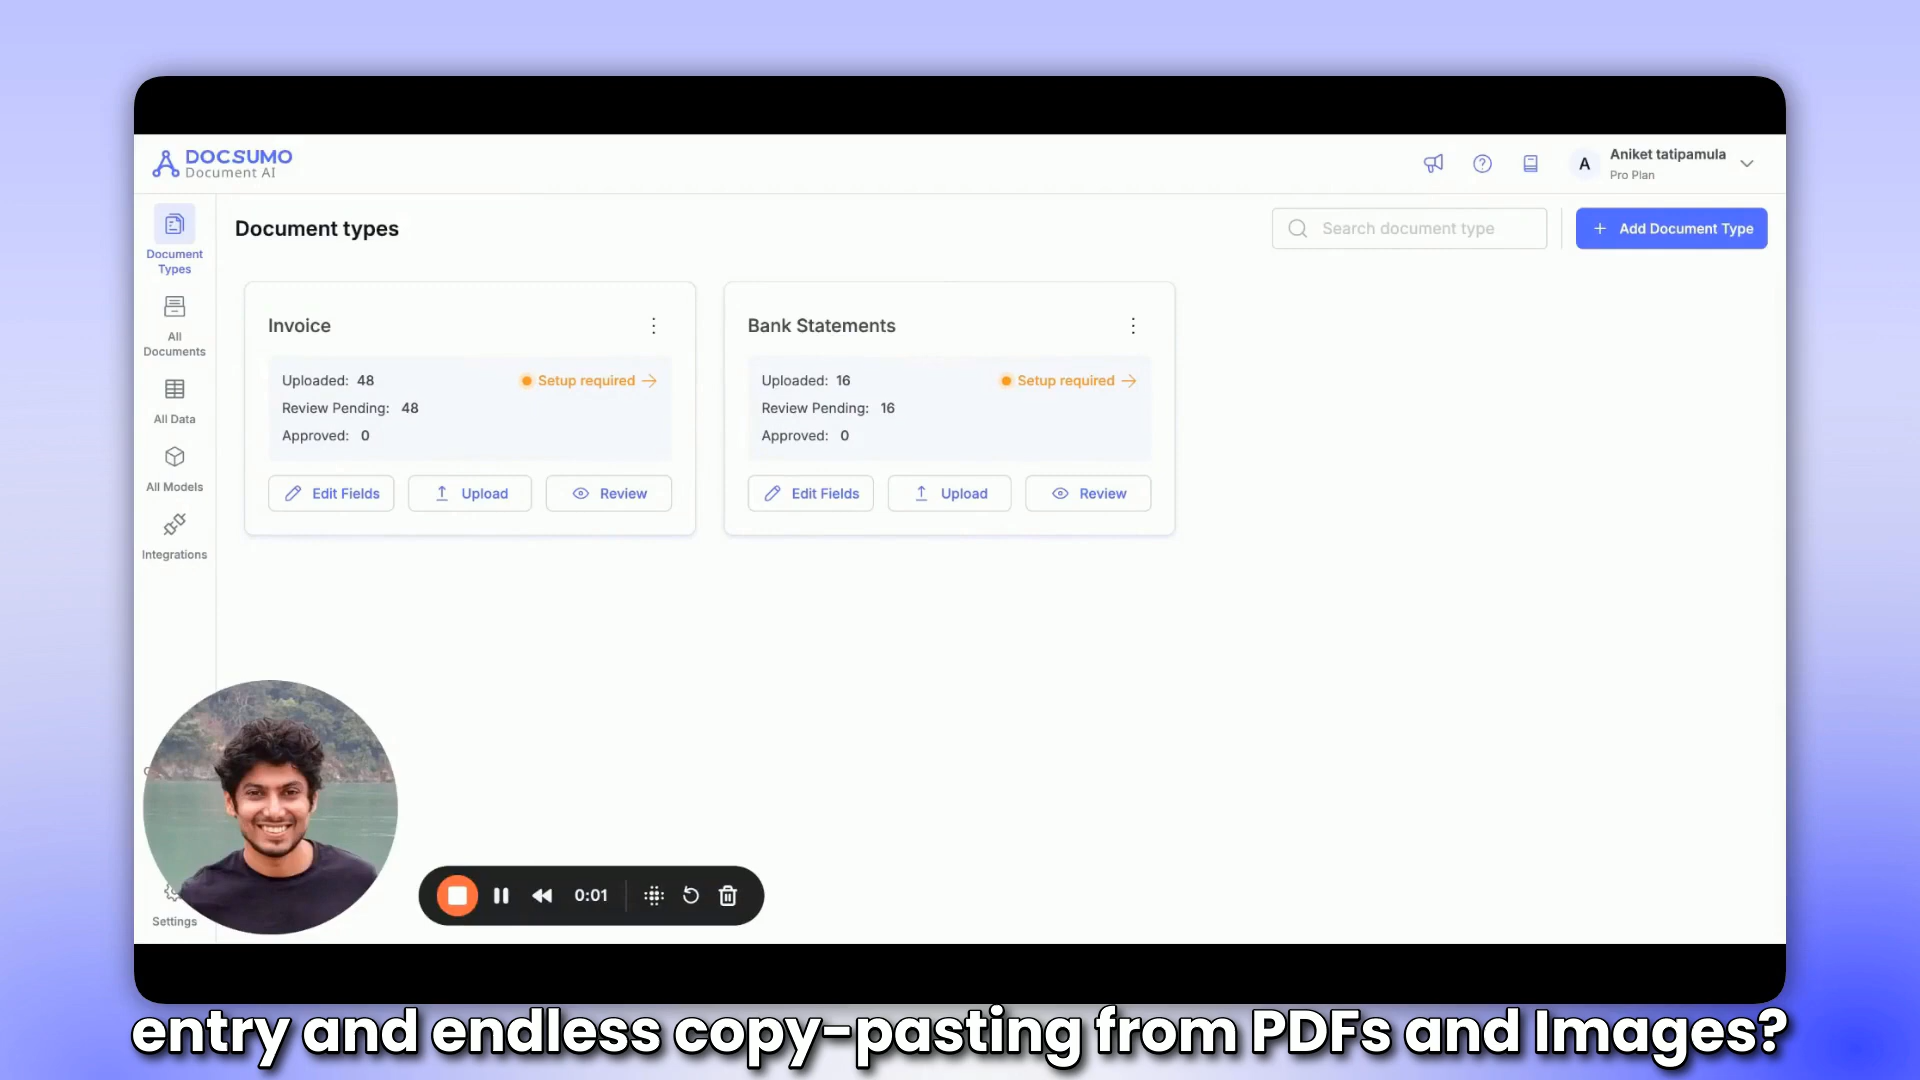 DOCSUMO
Document AI
A
Aniket tatipamula
Pro Plan
Document
Types
All
Documents
All Data
All Models
Integrations
Settings
Document types
Search document type
Add Document Type
Invoice
Uploaded: 48
Setup required
Review Pending: 48
Approved: 0
Edit Fields
Upload
Review
Bank Statements
Uploaded: 16
Setup required
Review Pending: 16
Approved: 0
Edit Fields
Upload
Review
0:01
entry and endless copy-pasting from PDFs and Images?